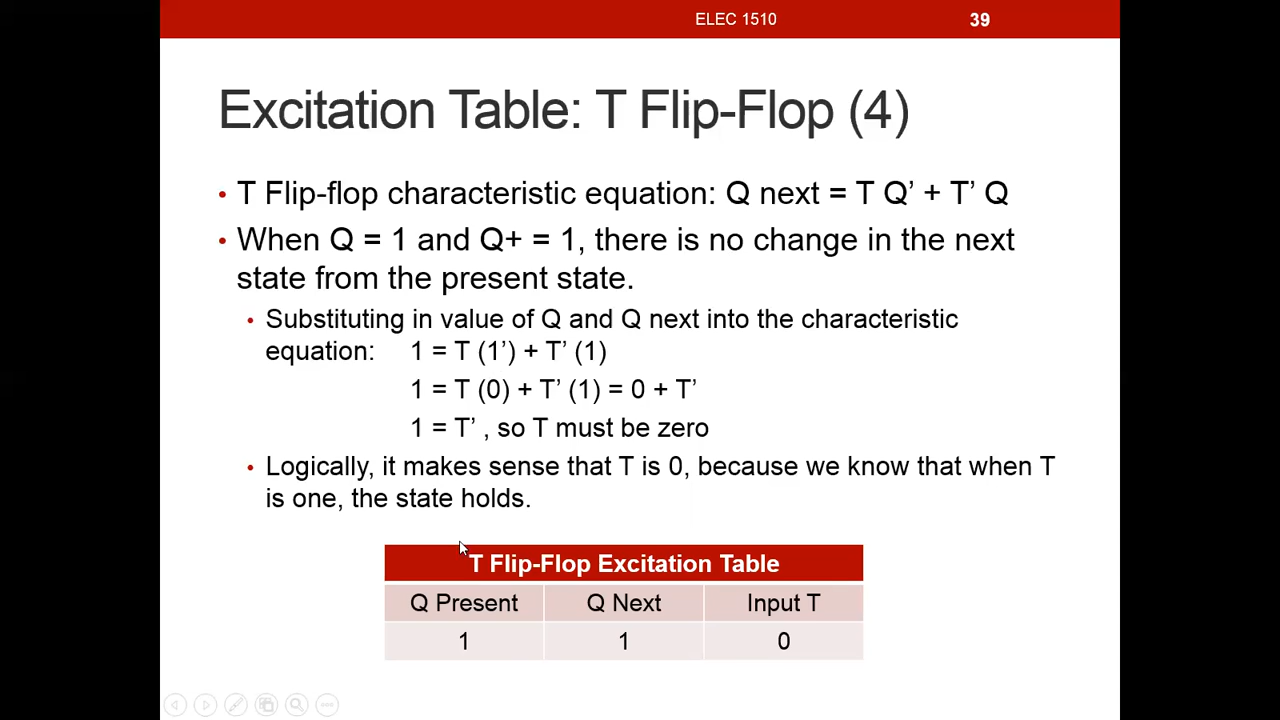 ELEC 1510
39
Excitation Table: T Flip-Flop (4)
• T Flip-flop characteristic equation: Q next = T Q’ + T’ Q
• When Q = 1 and Q+ = 1, there is no change in the next
state from the present state.
• Substituting in value of Q and Q next into the characteristic
equation: 1 = T (1’) + T’ (1)
1 = T (0) + T’ (1) = 0 + T’
1 = T’ , so T must be zero
• Logically, it makes sense that T is 0, because we know that when T
is one, the state holds.
T Flip-Flop Excitation Table
Q Present Q Next Input T
1 1 0